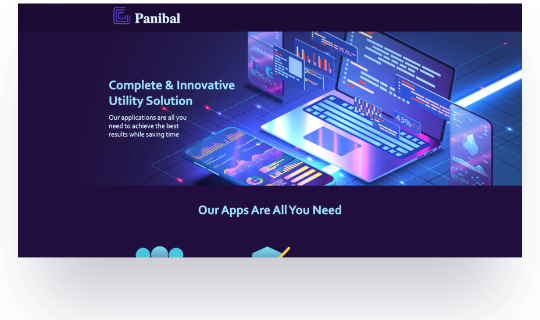 Panibal
Complete & Innovative
Utility Solution
Our applications are all you
need to achieve the best
results while saving time
43%
Our Apps Are All You Need